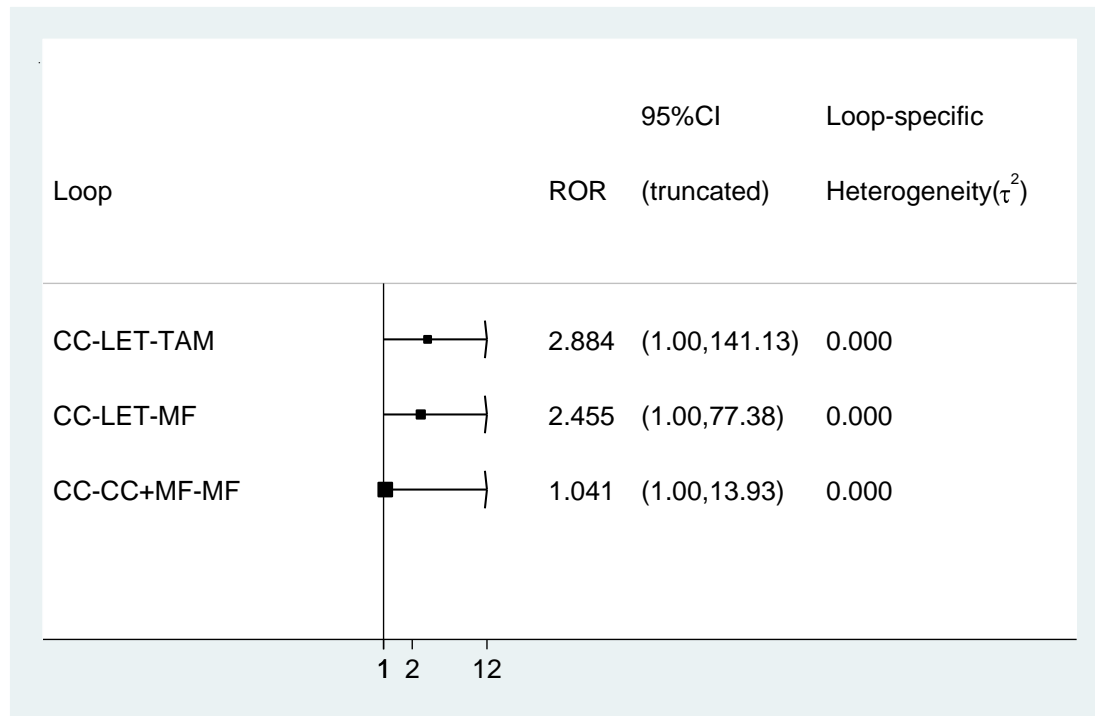 95%CI Loop-specific
Loop ROR (truncated) Heterogeneity(τ²)
CC-LET-TAM 2.884 (1.00,141.13) 0.000
CC-LET-MF 2.455 (1.00,77.38) 0.000
CC-CC+MF-MF 1.041 (1.00,13.93) 0.000
1 2 12